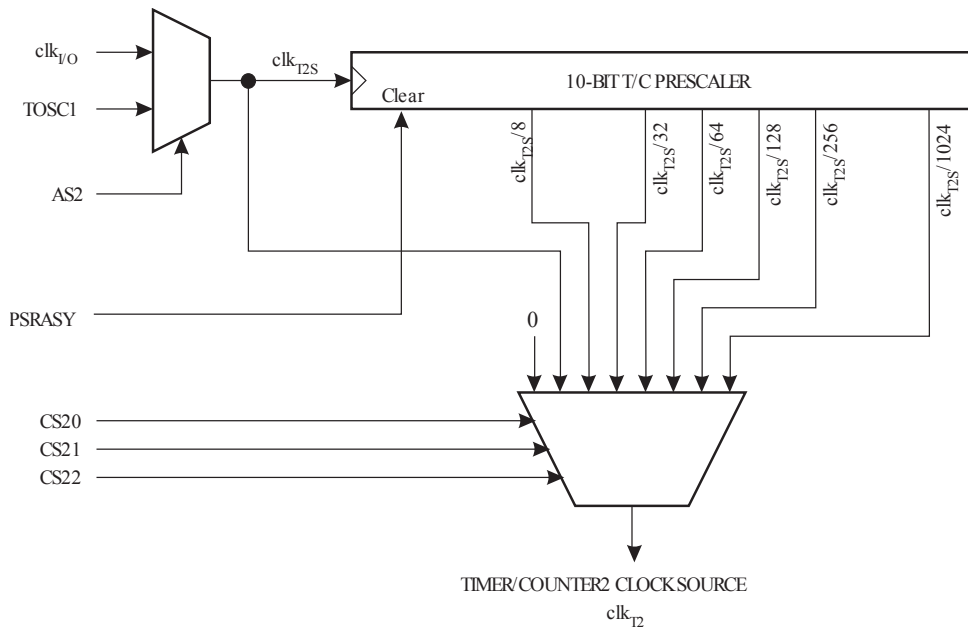 clkI/O
clkT2S
10-BIT T/C PRESCALER
TOSC1
Clear
clkT2S/8
clkT2S/32
clkT2S/64
clkT2S/128
clkT2S/256
clkT2S/1024
AS2
PSRASY
0
CS20
CS21
CS22
TIMER/COUNTER2 CLOCK SOURCE
clkT2